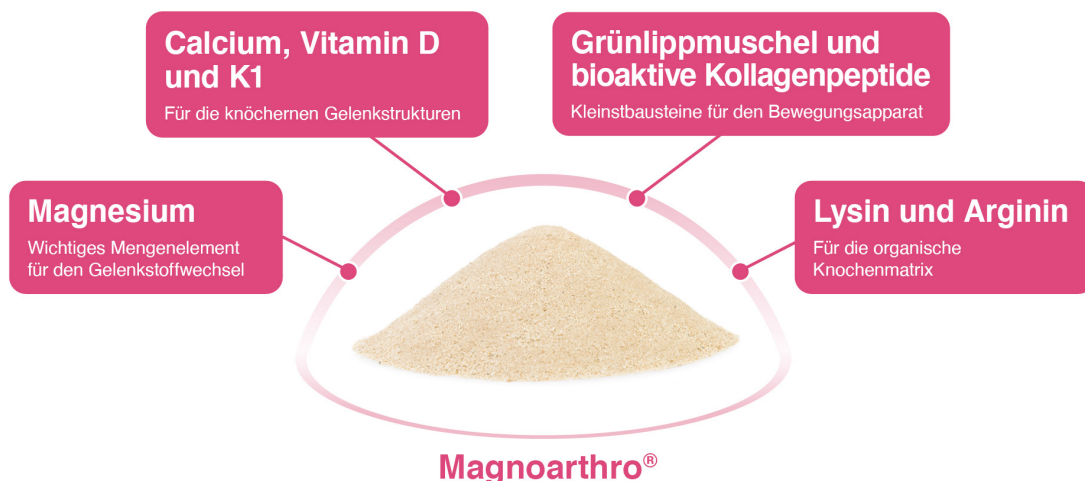 Calcium, Vitamin D
und K1
Für die knöchernen Gelenkstrukturen
Grünlippmuschel und
bioaktive Kollagenpeptide
Kleinstbausteine für den Bewegungsapparat
Magnesium
Wichtiges Mengenelement
für den Gelenkstoffwechsel
Lysin und Arginin
Für die organische
Knochenmatrix
Magnoarthro®